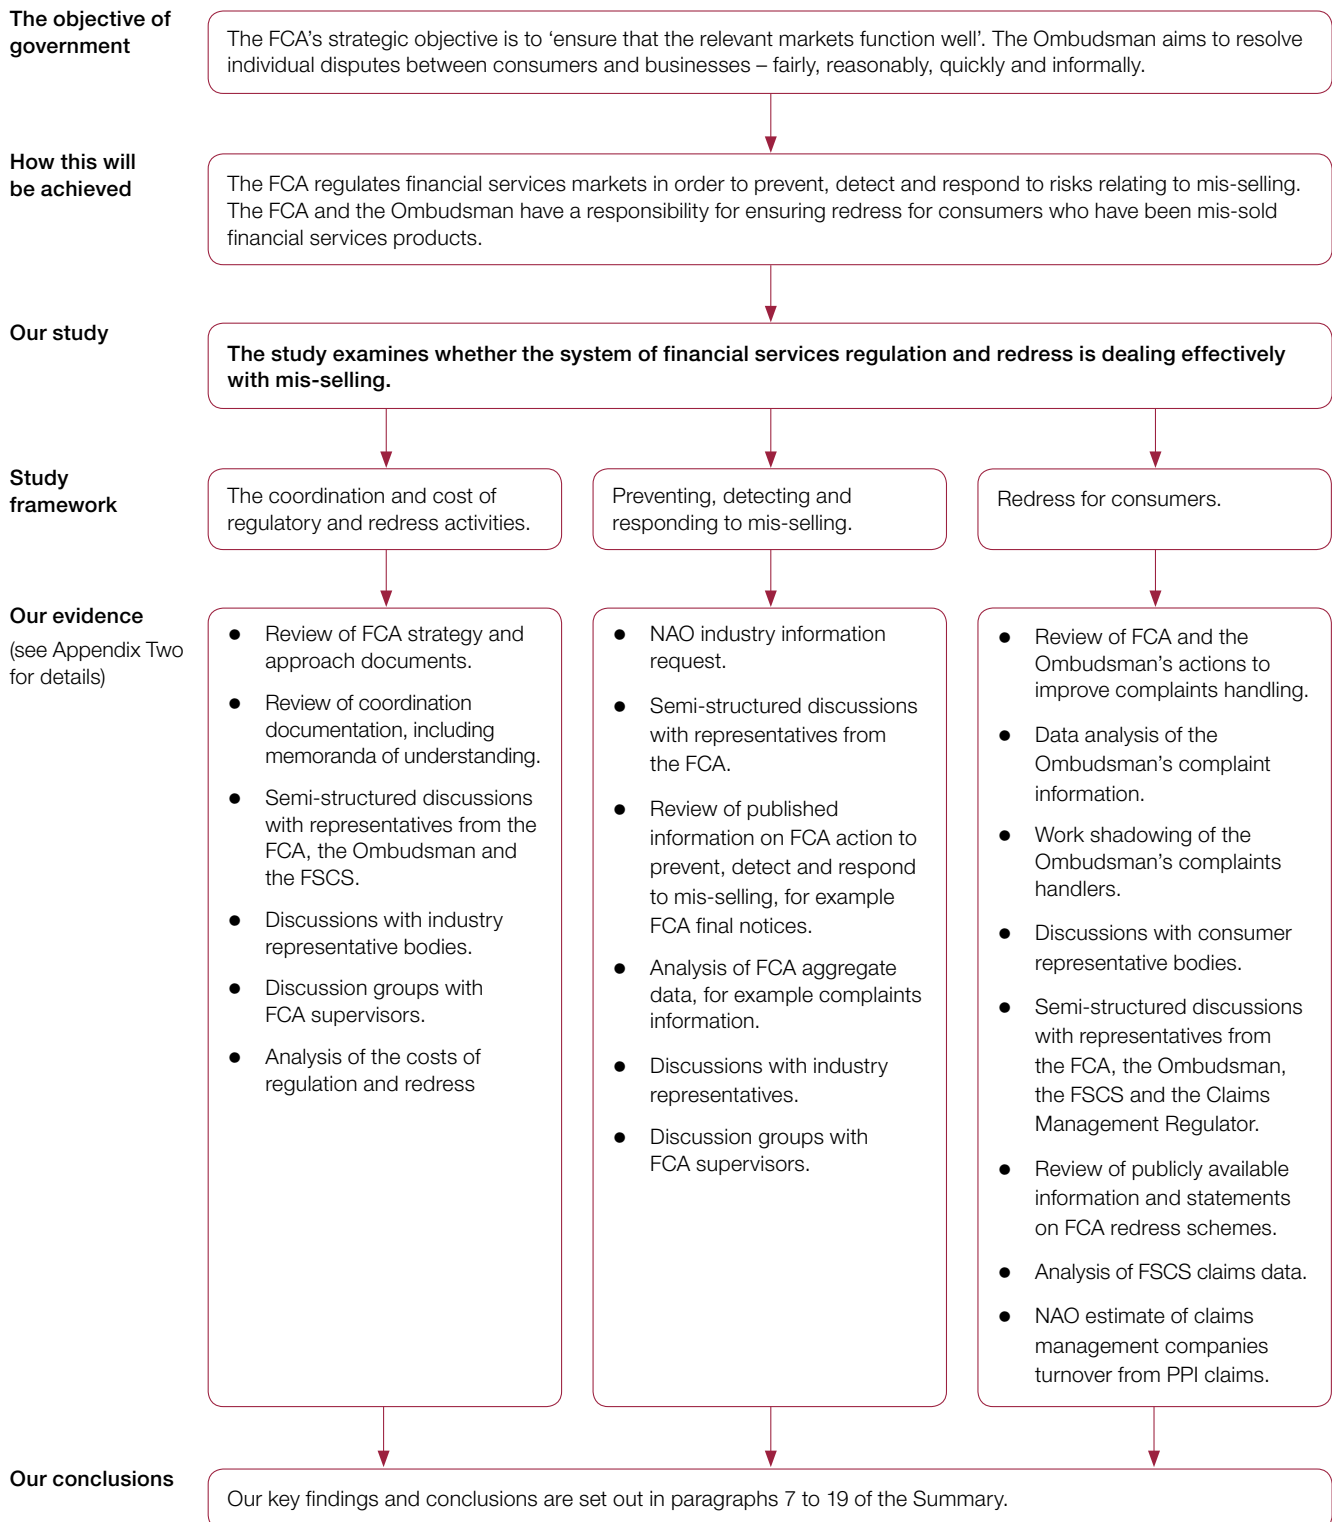 The objective of
government
The FCA’s strategic objective is to ‘ensure that the relevant markets function well’. The Ombudsman aims to resolve
individual disputes between consumers and businesses – fairly, reasonably, quickly and informally.
How this will
be achieved
The FCA regulates financial services markets in order to prevent, detect and respond to risks relating to mis-selling.
The FCA and the Ombudsman have a responsibility for ensuring redress for consumers who have been mis-sold
financial services products.
Our study
The study examines whether the system of financial services regulation and redress is dealing effectively
with mis-selling.
Study
framework
The coordination and cost of
regulatory and redress activities.
Preventing, detecting and
responding to mis-selling.
Redress for consumers.
Our evidence
(see Appendix Two
for details)
● Review of FCA strategy and
approach documents.
● Review of coordination
documentation, including
memoranda of understanding.
● Semi-structured discussions
with representatives from the
FCA, the Ombudsman and
the FSCS.
● Discussions with industry
representative bodies.
● Discussion groups with
FCA supervisors.
● Analysis of the costs of
regulation and redress
● NAO industry information
request.
● Semi-structured discussions
with representatives from
the FCA.
● Review of published
information on FCA action to
prevent, detect and respond
to mis-selling, for example
FCA final notices.
● Analysis of FCA aggregate
data, for example complaints
information.
● Discussions with industry
representatives.
● Discussion groups with
FCA supervisors.
● Review of FCA and the
Ombudsman’s actions to
improve complaints handling.
● Data analysis of the
Ombudsman’s complaint
information.
● Work shadowing of the
Ombudsman’s complaints
handlers.
● Discussions with consumer
representative bodies.
● Semi-structured discussions
with representatives from
the FCA, the Ombudsman,
the FSCS and the Claims
Management Regulator.
● Review of publicly available
information and statements
on FCA redress schemes.
● Analysis of FSCS claims data.
● NAO estimate of claims
management companies
turnover from PPI claims.
Our conclusions
Our key findings and conclusions are set out in paragraphs 7 to 19 of the Summary.